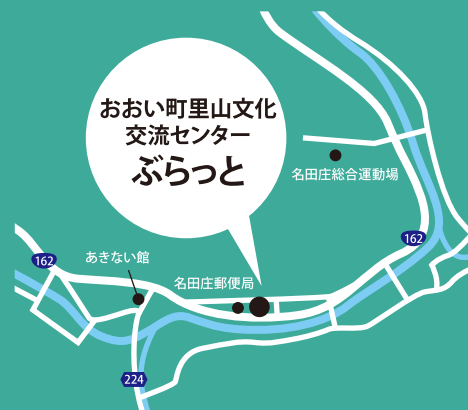 おおい町里山文化
交流センター
ぶらっと
名田庄総合運動場
162
162
あきない館
名田庄郵便局
224